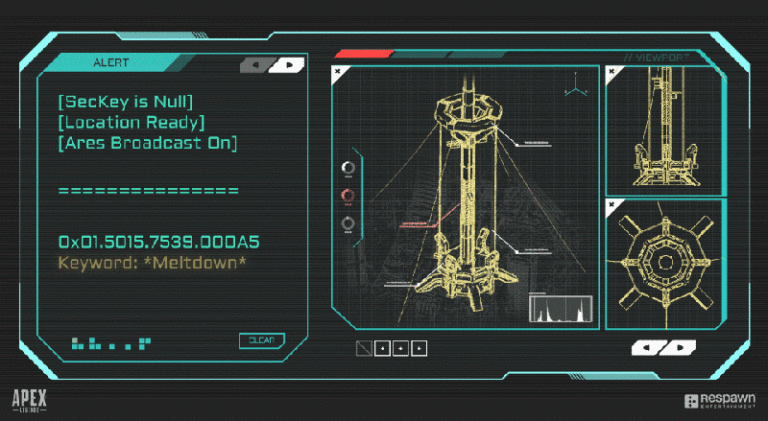 ALERT
[SecKey is Null]
[Location Ready]
[Ares Broadcast On]
===============
0x01.5015.7539.000A5
Keyword: *Meltdown*
CLEAR
// VIEWPORT
APEX
LEGENDS
Respawn
ENTERTAINMENT